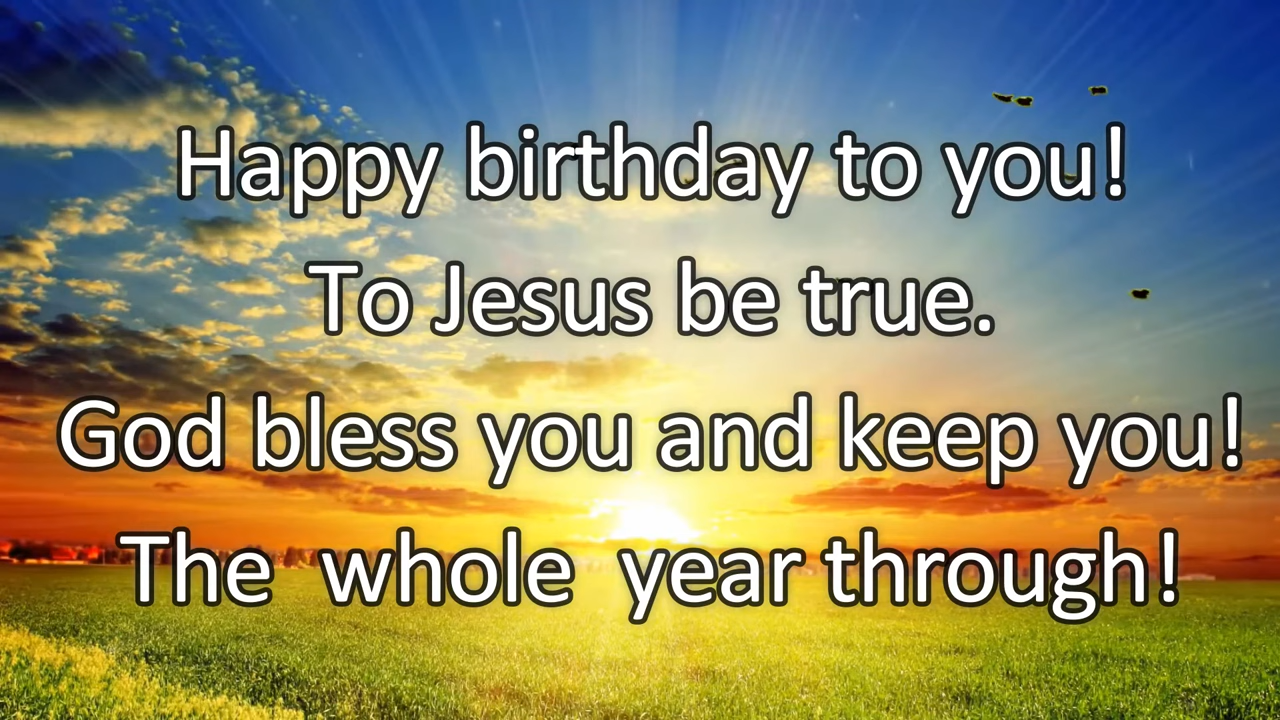 Happy birthday to you!
To Jesus be true.
God bless you and keep you!
The whole year through!